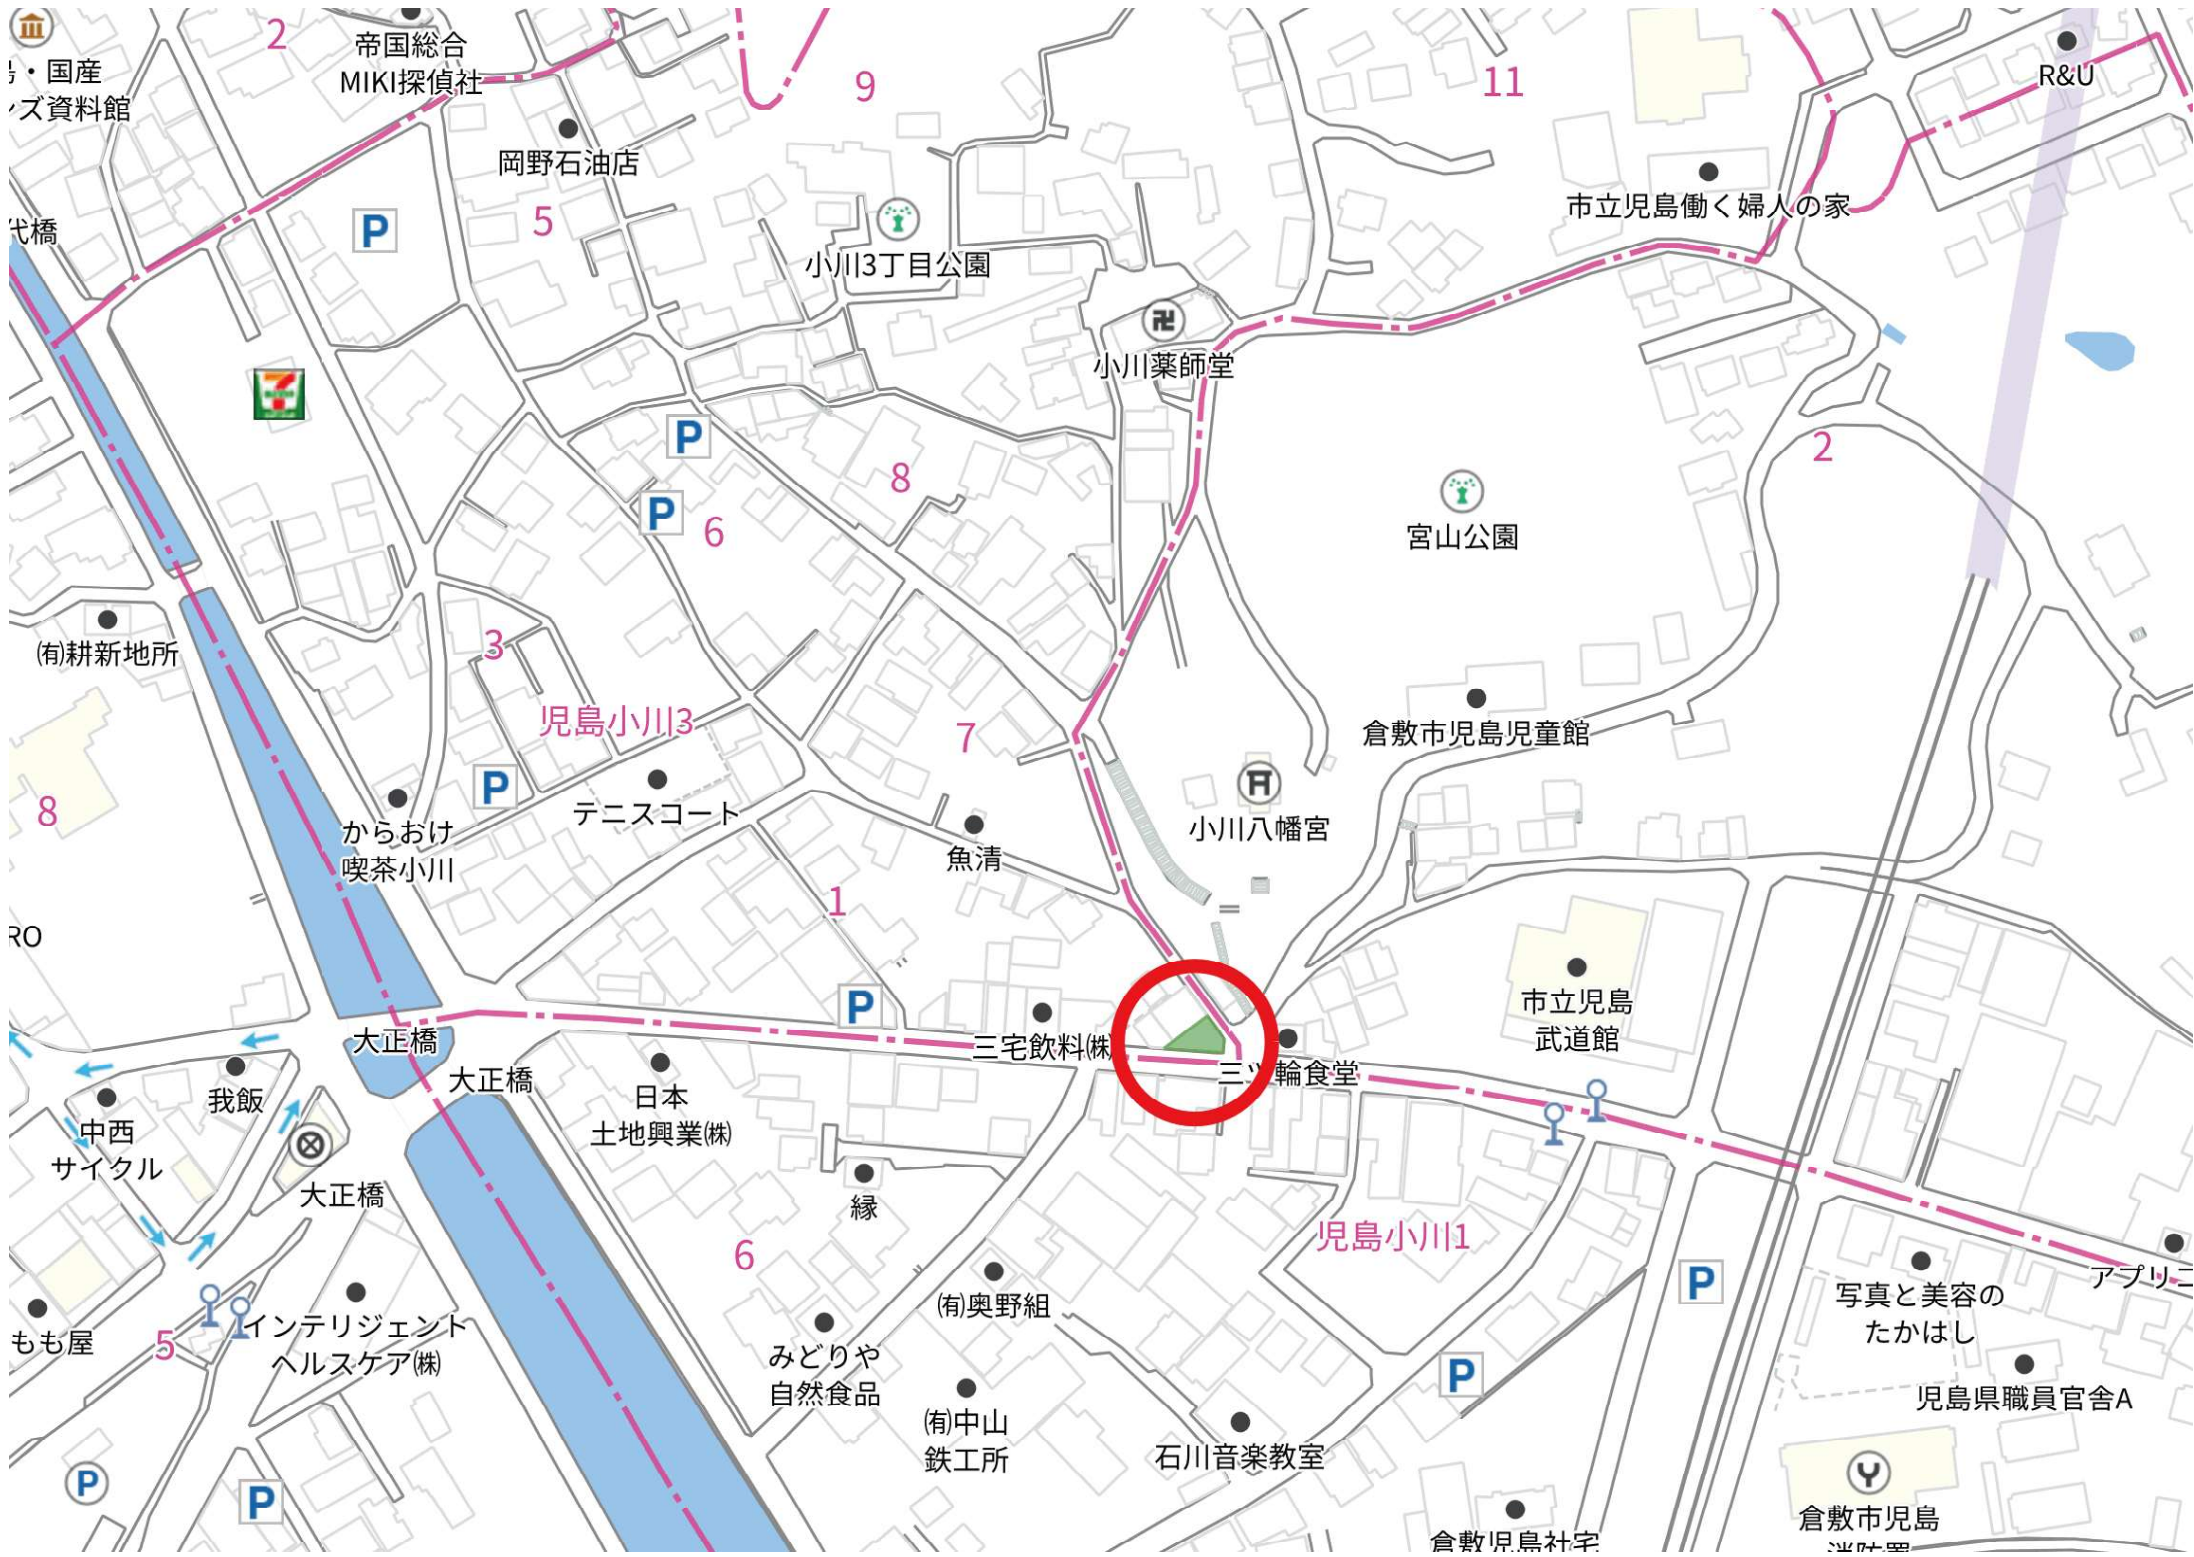 2
帝国総合
MIKI探偵社
・国産
ズ資料館
9
11
R&U
岡野石油店
5
P
代橋
小川3丁目公園
市立児島働く婦人の家
小川薬師堂
7
P
8
2
P
6
宮山公園
㈲耕新地所
3
児島小川3
7
倉敷市児島児童館
P
テニスコート
8
からおけ
喫茶小川
魚清
小川八幡宮
1
RO
P
市立児島
武道館
三宅飲料㈱
大正橋
三ツ輪食堂
大正橋
我飯
日本
土地興業㈱
中西
サイクル
大正橋
縁
6
児島小川1
P
アプリコ
㈲奥野組
写真と美容の
たかはし
もも屋
5
インテリジェント
ヘルスケア㈱
みどりや
自然食品
P
児島県職員官舎A
㈲中山
鉄工所
石川音楽教室
P
P
倉敷市児島
消防署
倉敷児島社宅